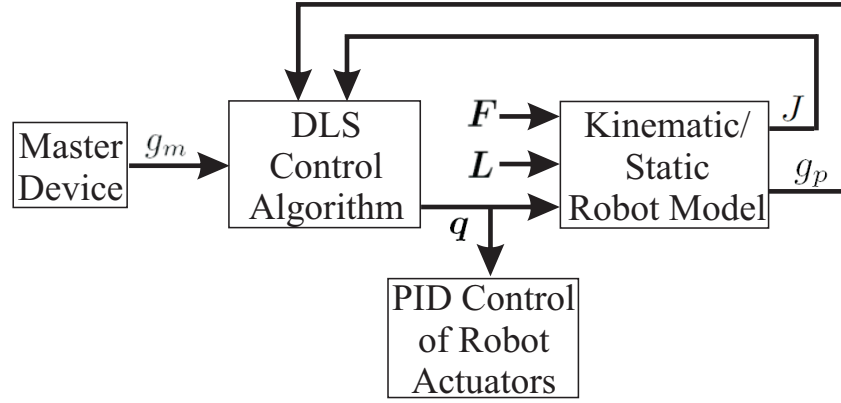 Master
Device
g_m
DLS
Control
Algorithm
F
L
q
Kinematic/
Static
Robot Model
J
g_p
PID Control
of Robot
Actuators